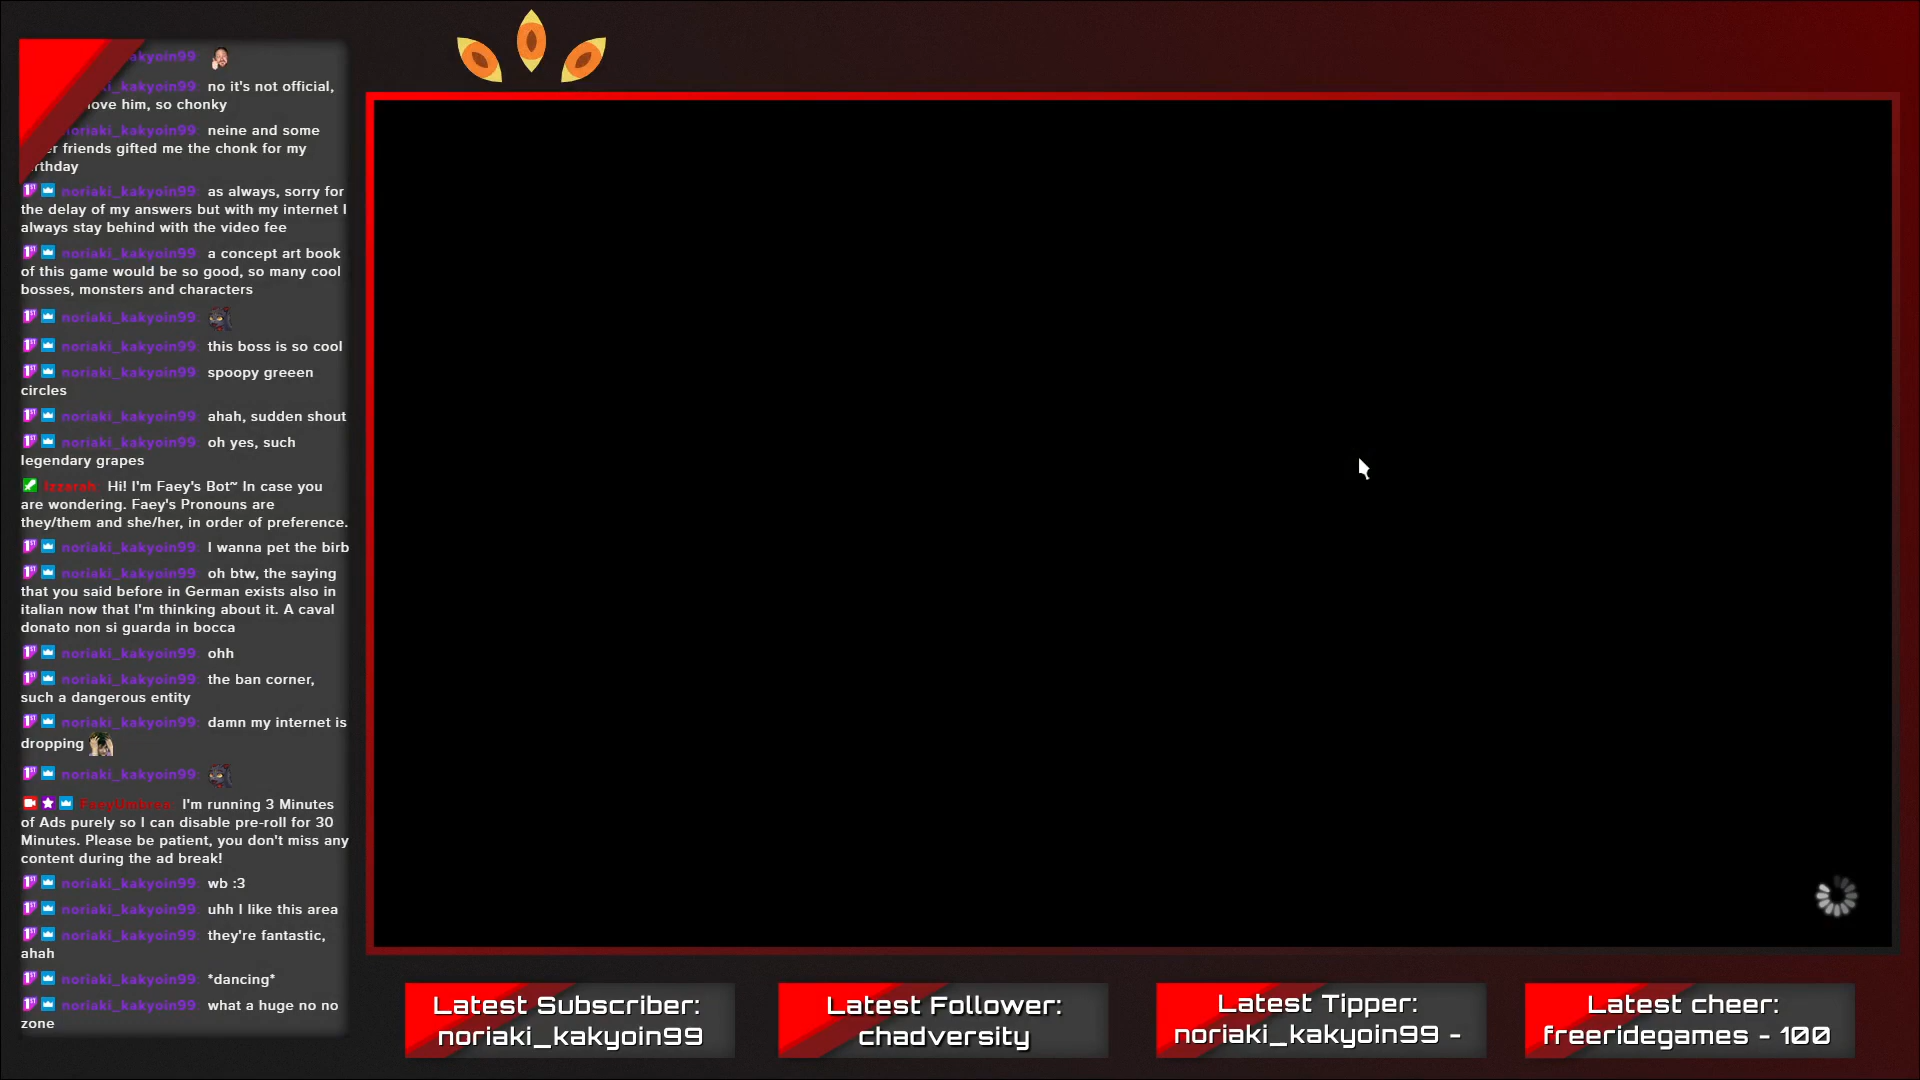 akyoin99:
ki_kakyoin99: no it's not official,
love him, so chonky
noriaki_kakyoin99: neine and some
er friends gifted me the chonk for my
rthday
noriaki_kakyoin99: as always, sorry for
the delay of my answers but with my internet I
always stay behind with the video fee
noriaki_kakyoin99: a concept art book
of this game would be so good, so many cool
bosses, monsters and characters
noriaki_kakyoin99:
noriaki_kakyoin99: this boss is so cool
noriaki_kakyoin99: spoopy greeen
circles
noriaki_kakyoin99: ahah, sudden shout
noriaki_kakyoin99: oh yes, such
legendary grapes
Izzarah: Hi! I'm Faey's Bot~ In case you
are wondering. Faey's Pronouns are
they/them and she/her, in order of preference.
noriaki_kakyoin99: I wanna pet the birb
noriaki_kakyoin99: oh btw, the saying
that you said before in German exists also in
italian now that I'm thinking about it. A caval
donato non si guarda in bocca
noriaki_kakyoin99: ohh
noriaki_kakyoin99: the ban corner,
such a dangerous entity
noriaki_kakyoin99: damn my internet is
dropping
noriaki_kakyoin99:
FaeyUmbrea: I'm running 3 Minutes
of Ads purely so I can disable pre-roll for 30
Minutes. Please be patient, you don't miss any
content during the ad break!
noriaki_kakyoin99: wb :3
noriaki_kakyoin99: uhh I like this area
noriaki_kakyoin99: they're fantastic,
ahah
noriaki_kakyoin99: *dancing*
noriaki_kakyoin99: what a huge no no
zone
Latest Subscriber:
noriaki_kakyoin99
Latest Follower:
chadversity
Latest Tipper:
noriaki_kakyoin99 -
Latest cheer:
freeridegames - 100